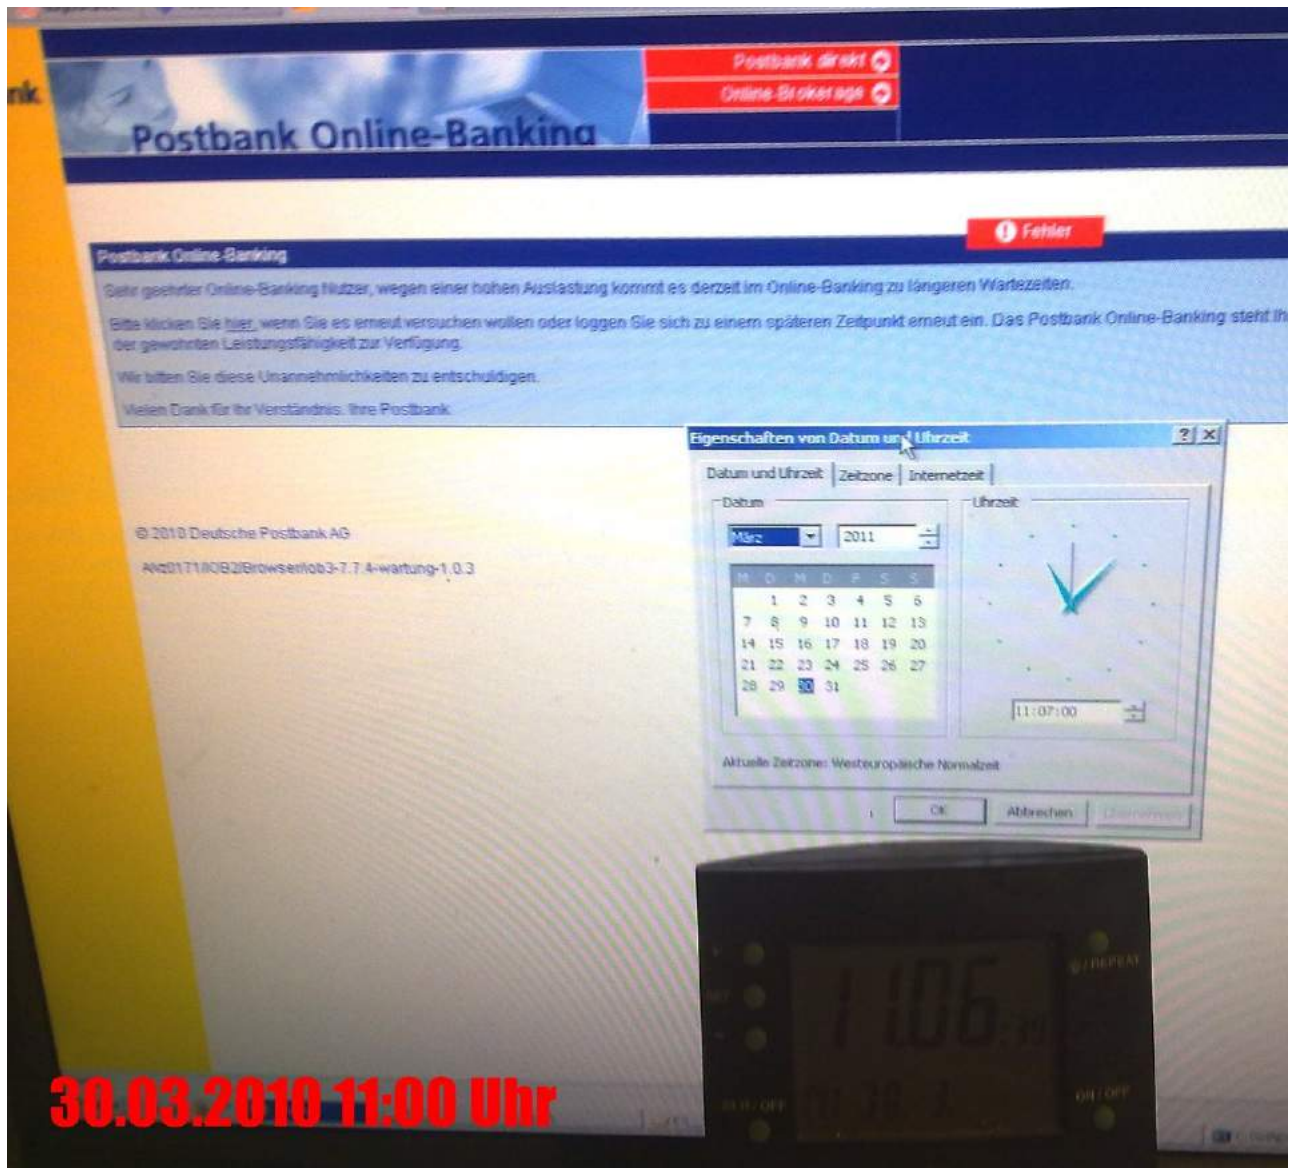 nk
Postbank direkt
Online-Brokerage
Postbank Online-Banking
Fehler
Postbank Online-Banking
Sehr geehrter Online-Banking Nutzer, wegen einer hohen Auslastung kommt es derzeit im Online-Banking zu längeren Wartezeiten.
Bitte klicken Sie hier, wenn Sie es erneut versuchen wollen oder loggen Sie sich zu einem späteren Zeitpunkt erneut ein. Das Postbank Online-Banking steht Ih
der gewohnten Leistungsfähigkeit zur Verfügung.
Wir bitten Sie diese Unannehmlichkeiten zu entschuldigen.
Vielen Dank für Ihr Verständnis. Ihre Postbank
Eigenschaften von Datum und Uhrzeit
Datum und Uhrzeit Zeitzone Internetzeit
Datum Uhrzeit
März 2011
M D M D F S S
1 2 3 4 5 6
7 8 9 10 11 12 13
14 15 16 17 18 19 20
21 22 23 24 25 26 27
28 29 30 31
11:07:00
Aktuelle Zeitzone: Westeuropäische Normalzeit
OK Abbrechen Übernehmen
© 2010 Deutsche Postbank AG
11.06:39
/ REPEAT
ON / OFF
30.03.2010 11:00 Uhr